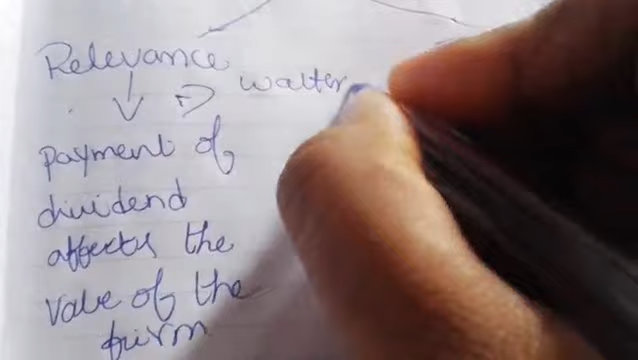 Relevance
walter
payment of
dividend
affects the
value of the
firm